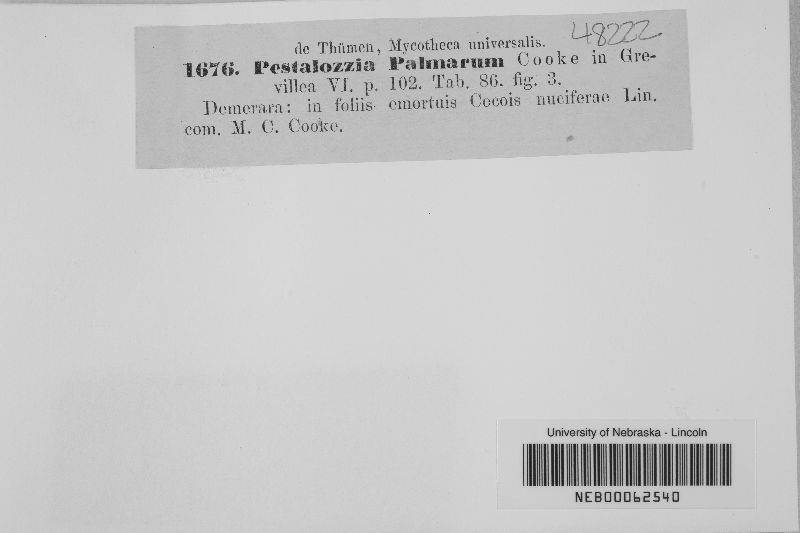 48222
de Thümen, Mycotheca universalis.
1676. Pestalozzia Palmarum Cooke in Gre-
villea VI. p. 102. Tab. 86. fig. 3.
Demerara: in foliis emortuis Cocois nuciferae Lin.
com. M. C. Cooke.
University of Nebraska - Lincoln
NEB00062540